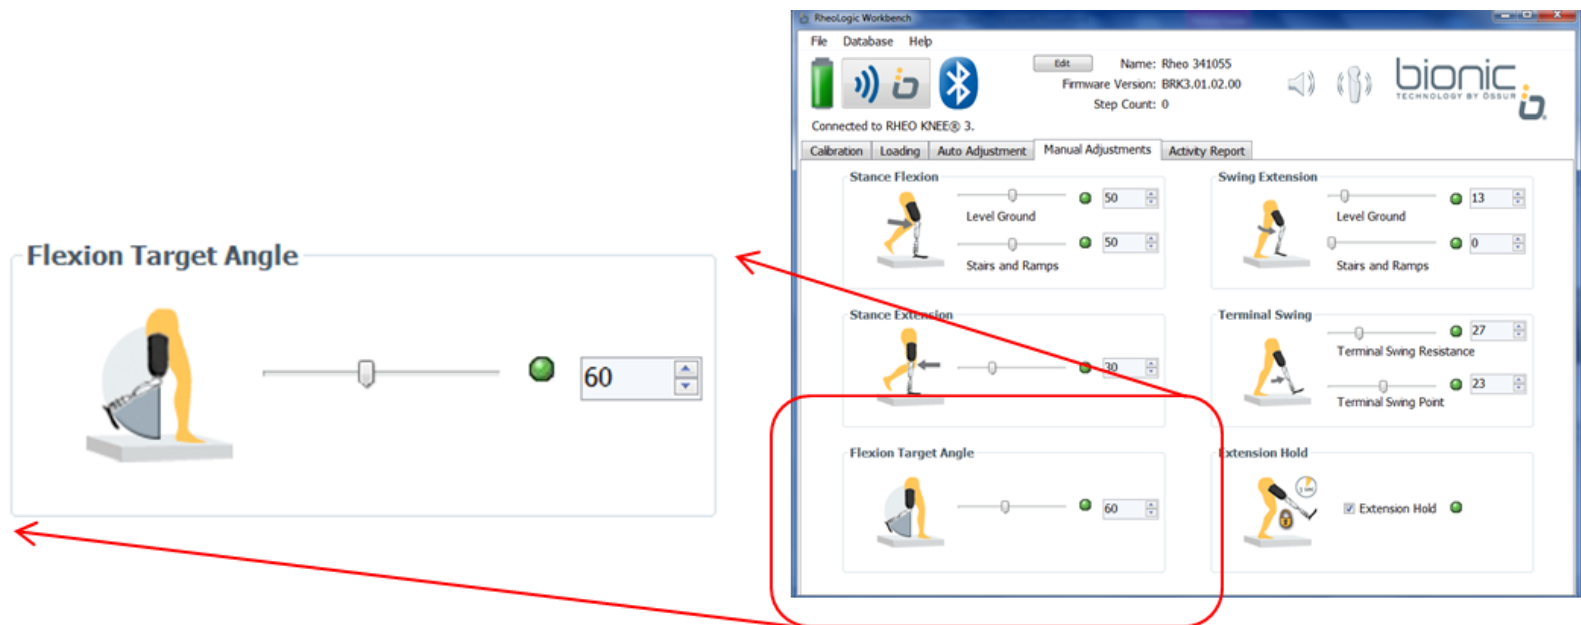 Flexion Target Angle
60
RheoLogic Workbench
File Database Help
Edit Name: Rheo 341055
Firmware Version: BRK3.01.02.00
Step Count: 0
bionic
TECHNOLOGY BY ÖSSUR
Connected to RHEO KNEE® 3.
Calibration Loading Auto Adjustment Manual Adjustments Activity Report
Stance Flexion
50
Level Ground
50
Stairs and Ramps
Swing Extension
13
Level Ground
0
Stairs and Ramps
Stance Extension
30
Terminal Swing
27
Terminal Swing Resistance
23
Terminal Swing Point
Flexion Target Angle
60
Extension Hold
Extension Hold